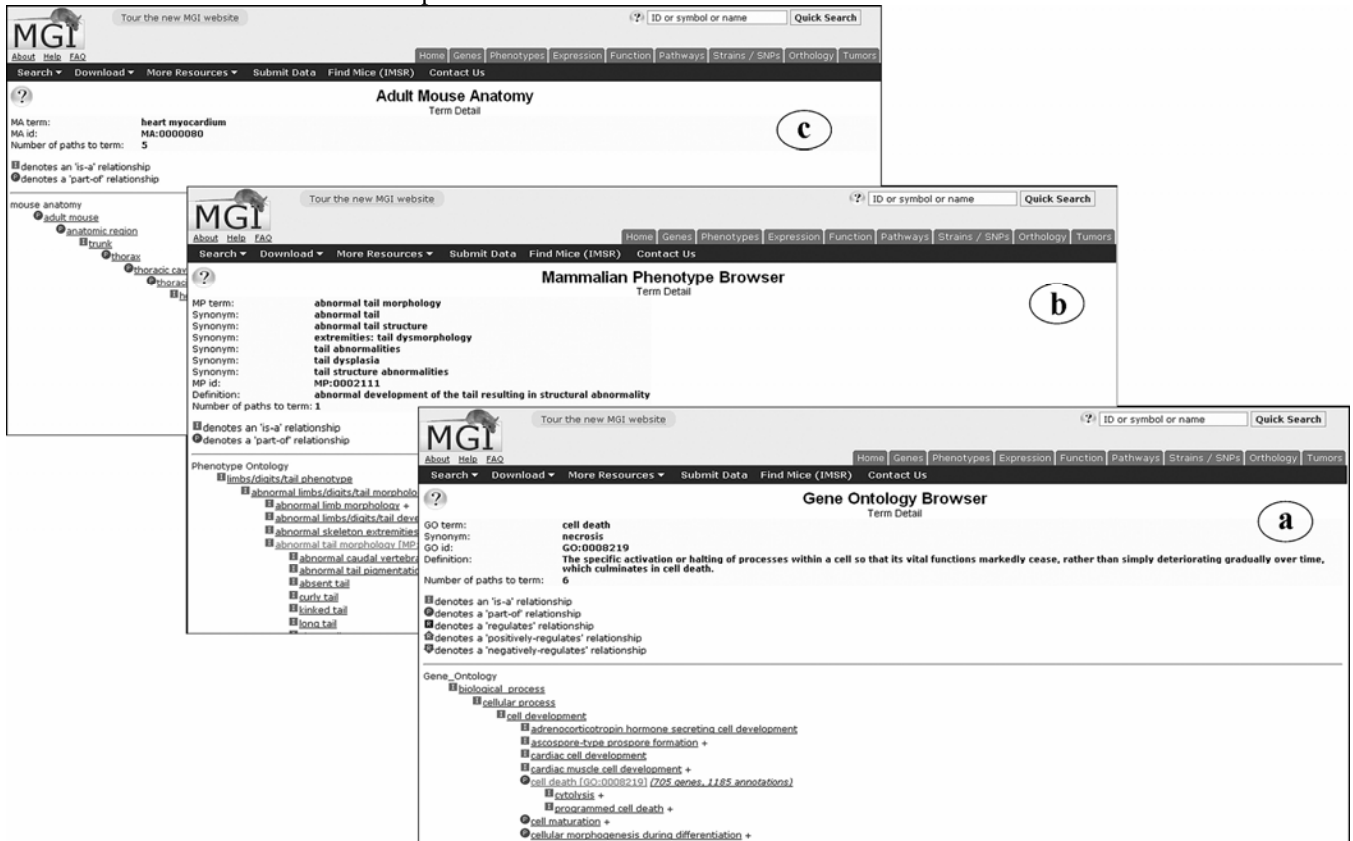 Tour the new MGI website
ID or symbol or name Quick Search
MGI
About Help FAQ
Home Genes Phenotypes Expression Function Pathways Strains / SNPs Orthology Tumors
Search ▾ Download ▾ More Resources ▾ Submit Data Find Mice (IMSR) Contact Us
? Adult Mouse Anatomy
Term Detail
c
MA term: heart myocardium
MA id: MA:0000080
Number of paths to term: 5
I denotes an 'is-a' relationship
P denotes a 'part-of' relationship
mouse anatomy
P adult mouse
P anatomic region
I trunk
P thorax
P thoracic cav
P thorac
I he
Tour the new MGI website
? ID or symbol or name Quick Search
MGI
About Help FAQ
Home Genes Phenotypes Expression Function Pathways Strains / SNPs Orthology Tumors
Search ▾ Download ▾ More Resources ▾ Submit Data Find Mice (IMSR) Contact Us
? Mammalian Phenotype Browser
Term Detail
b
MP term: abnormal tail morphology
Synonym: abnormal tail
Synonym: abnormal tail structure
Synonym: extremities: tail dysmorphology
Synonym: tail abnormalities
Synonym: tail dysplasia
Synonym: tail structure abnormalities
MP id: MP:0002111
Definition: abnormal development of the tail resulting in structural abnormality
Number of paths to term: 1
I denotes an 'is-a' relationship
P denotes a 'part-of' relationship
Phenotype Ontology
I limbs/digits/tail phenotype
I abnormal limbs/digits/tail morpholo
I abnormal limb morphology +
I abnormal limbs/digits/tail deve
I abnormal skeleton extremities
I abnormal tail morphology [MP:
I abnormal caudal vertebra
I abnormal tail pigmentatio
I absent tail
I curly tail
I kinked tail
I long tail
Tour the new MGI website
? ID or symbol or name Quick Search
MGI
About Help FAQ
Home Genes Phenotypes Expression Function Pathways Strains / SNPs Orthology Tumors
Search ▾ Download ▾ More Resources ▾ Submit Data Find Mice (IMSR) Contact Us
? Gene Ontology Browser
Term Detail
a
GO term: cell death
Synonym: necrosis
GO id: GO:0008219
Definition: The specific activation or halting of processes within a cell so that its vital functions markedly cease, rather than simply deteriorating gradually over time,
which culminates in cell death.
Number of paths to term: 6
I denotes an 'is-a' relationship
P denotes a 'part-of' relationship
R denotes a 'regulates' relationship
denotes a 'positively-regulates' relationship
denotes a 'negatively-regulates' relationship
Gene_Ontology
I biological_process
I cellular process
I cell development
I adrenocorticotropin hormone secreting cell development
I ascospore-type prospore formation +
I cardiac cell development
I cardiac muscle cell development +
P cell death [GO:0008219] (705 genes, 1185 annotations)
I cytolysis +
I programmed cell death +
P cell maturation +
P cellular morphogenesis during differentiation +